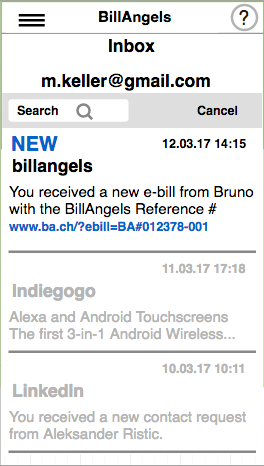 BillAngels
?
Inbox
m.keller@gmail.com
Search
Cancel
NEW
12.03.17 14:15
billangels
You received a new e-bill from Bruno
with the BillAngels Reference #
www.ba.ch/?ebill=BA#012378-001
11.03.17 17:18
Indiegogo
Alexa and Android Touchscreens
The first 3-in-1 Android Wireless...
10.03.17 10:11
LinkedIn
You received a new contact request
from Aleksander Ristic.